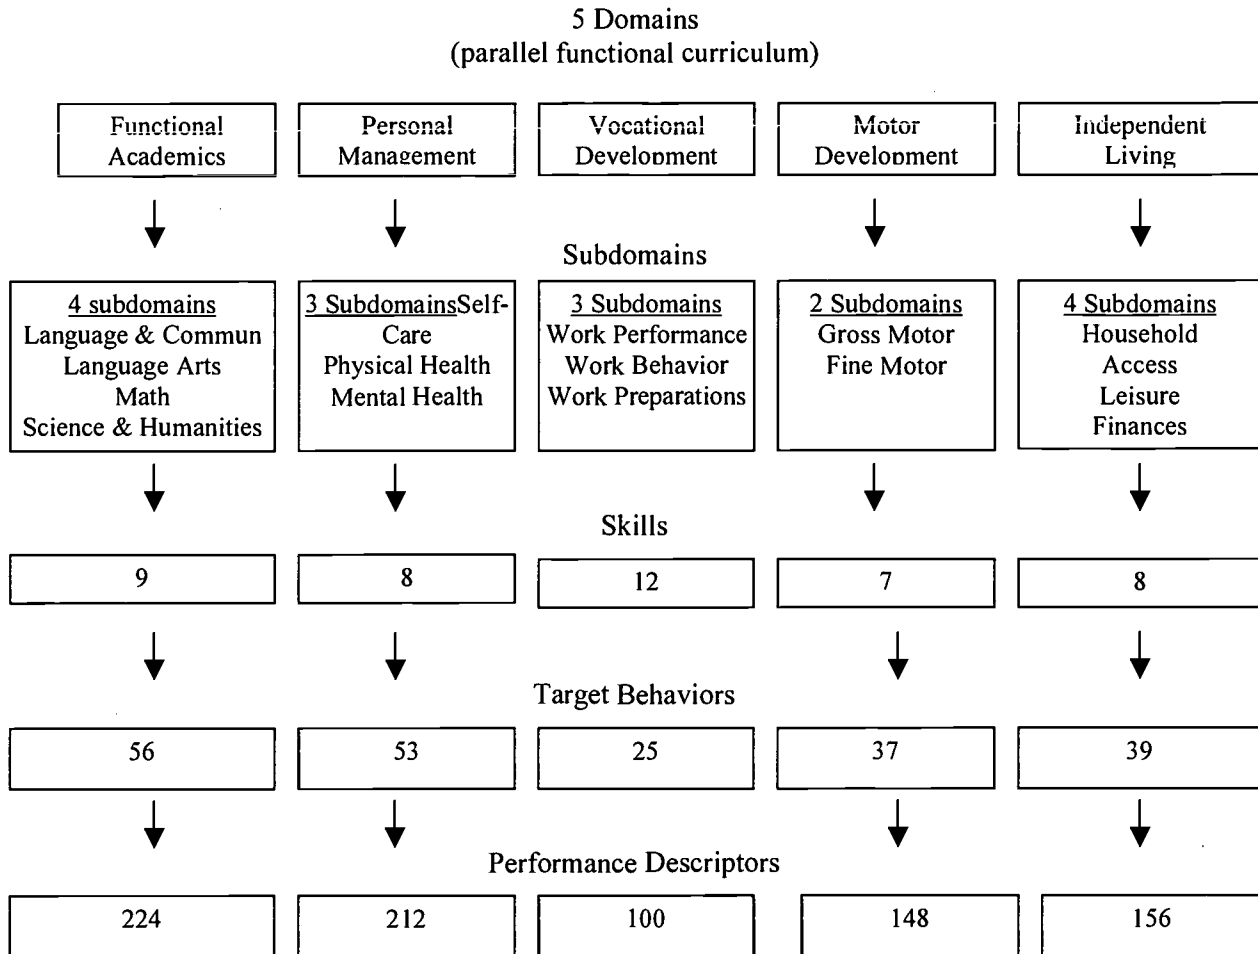 5 Domains
(parallel functional curriculum)
Functional
Academics
Personal
Management
Vocational
Development
Motor
Development
Independent
Living
Subdomains
4 subdomains
Language & Commun
Language Arts
Math
Science & Humanities
3 SubdomainsSelf-
Care
Physical Health
Mental Health
3 Subdomains
Work Performance
Work Behavior
Work Preparations
2 Subdomains
Gross Motor
Fine Motor
4 Subdomains
Household
Access
Leisure
Finances
Skills
9
8
12
7
8
Target Behaviors
56
53
25
37
39
Performance Descriptors
224
212
100
148
156